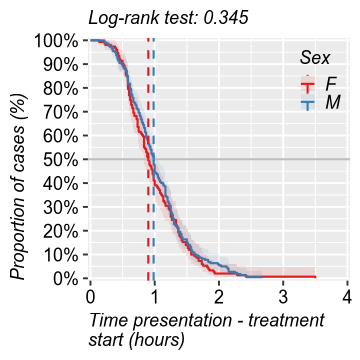 Log-rank test: 0.345
Proportion of cases (%)
100%
90%
80%
70%
60%
50%
40%
30%
20%
10%
0%
Sex
F
M
0 1 2 3 4
Time presentation - treatment
start (hours)